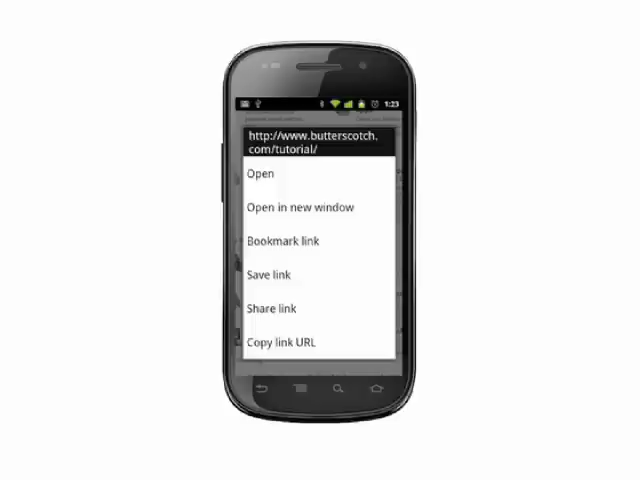 1:23
http://www.butterscotch.
com/tutorial/
Open
Open in new window
Bookmark link
Save link
Share link
Copy link URL